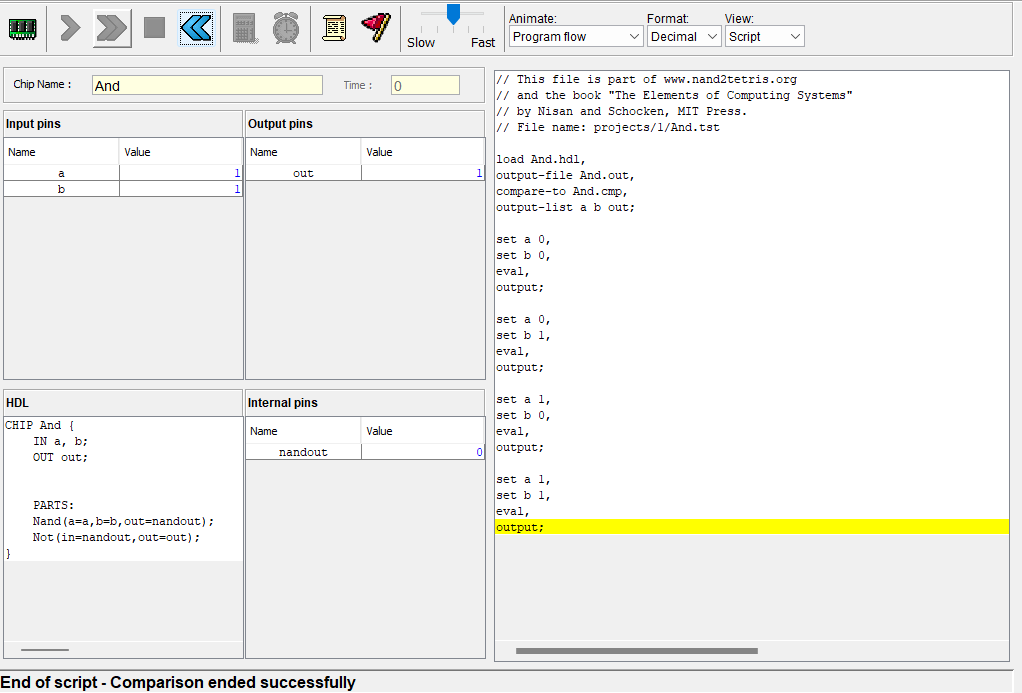 Slow Fast
Animate: Format: View:
Program flow Decimal Script
Chip Name : And Time : 0
Input pins
Name Value
a 1
b 1
Output pins
Name Value
out 1
HDL
CHIP And {
IN a, b;
OUT out;
PARTS:
Nand(a=a,b=b,out=nandout);
Not(in=nandout,out=out);
}
Internal pins
Name Value
nandout 0
// This file is part of www.nand2tetris.org
// and the book "The Elements of Computing Systems"
// by Nisan and Schocken, MIT Press.
// File name: projects/1/And.tst
load And.hdl,
output-file And.out,
compare-to And.cmp,
output-list a b out;
set a 0,
set b 0,
eval,
output;
set a 0,
set b 1,
eval,
output;
set a 1,
set b 0,
eval,
output;
set a 1,
set b 1,
eval,
output;
End of script - Comparison ended successfully